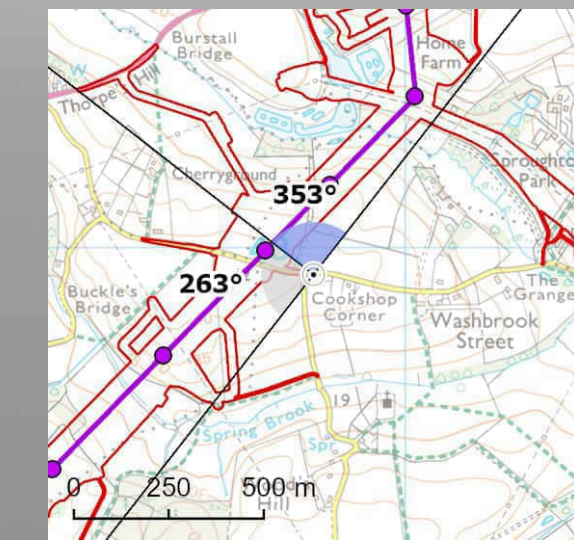 Burstall
Bridge
Home
Farm
Thorpe Hill
Cherryground
Sproughton
Park
353°
263°
Buckle's
Bridge
Cookshop
Corner
The
Grange
Washbrook
Street
19
Spring Brook
Spr
Hill
0 250 500 m